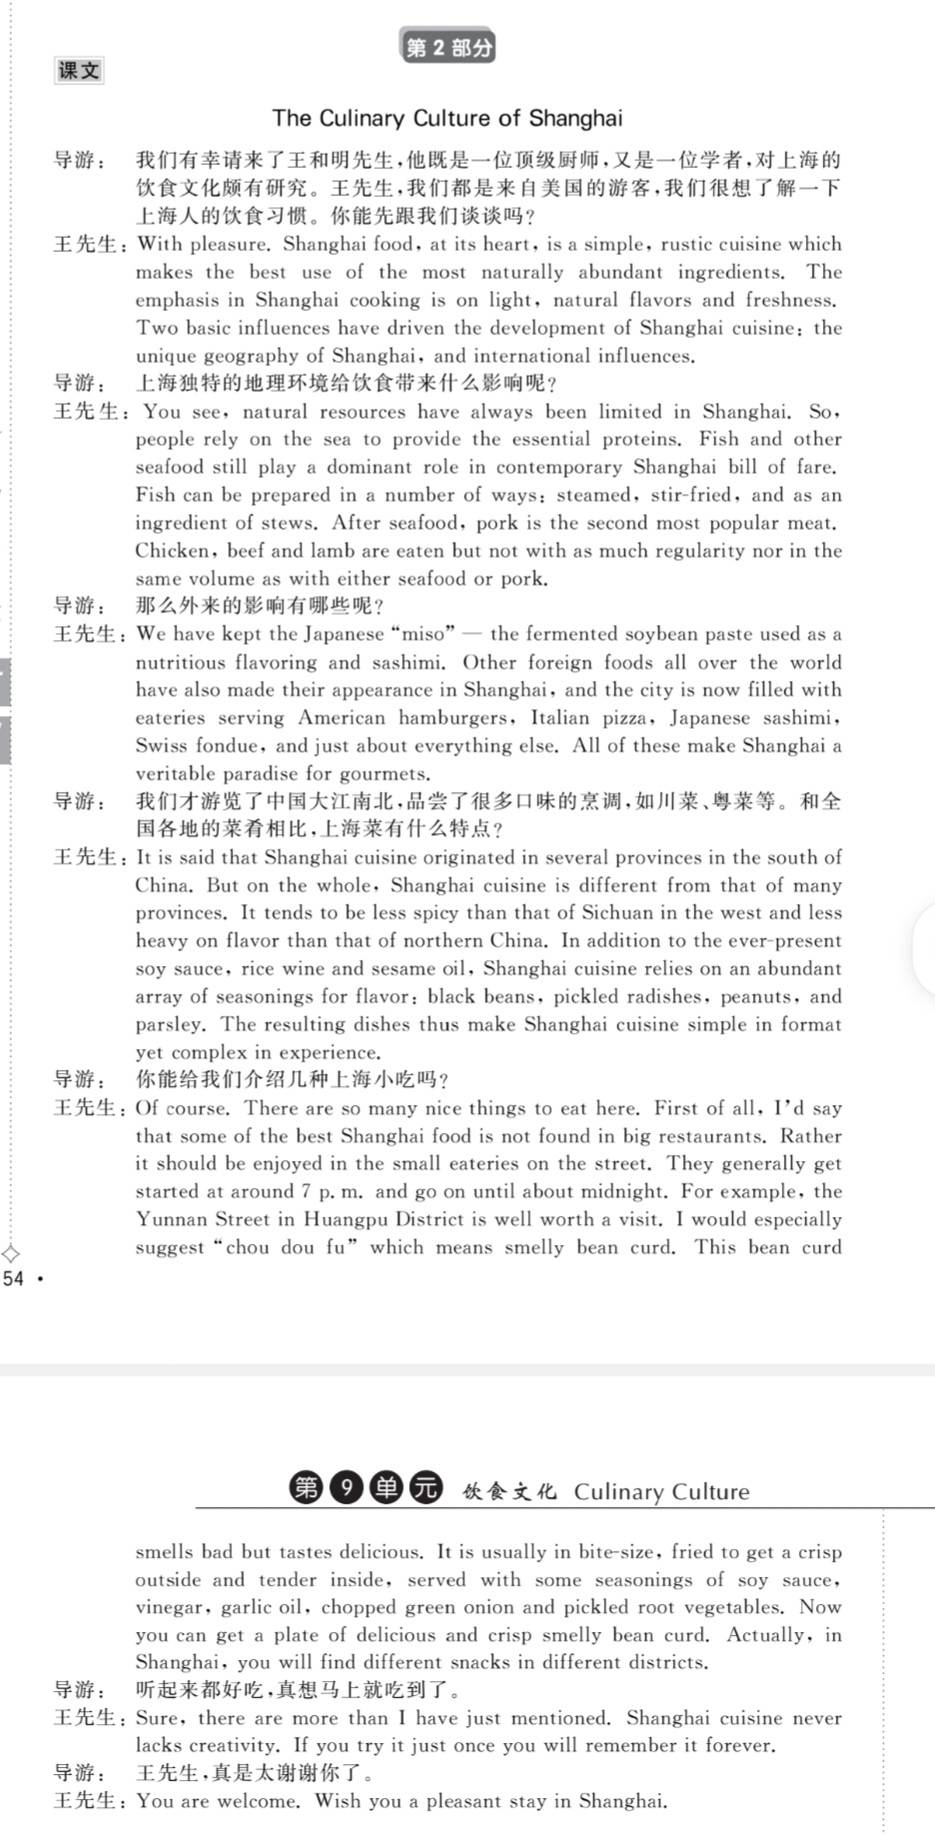 第 2 部分
课文
The Culinary Culture of Shanghai
导游： 我们有幸请来了王和明先生,他既是一位顶级厨师,又是一位学者,对上海的
饮食文化颇有研究。王先生,我们都是来自美国的游客,我们很想了解一下
上海人的饮食习惯。你能先跟我们谈谈吗?
王先生：With pleasure. Shanghai food, at its heart, is a simple, rustic cuisine which
makes the best use of the most naturally abundant ingredients. The
emphasis in Shanghai cooking is on light, natural flavors and freshness.
Two basic influences have driven the development of Shanghai cuisine: the
unique geography of Shanghai, and international influences.
导游： 上海独特的地理环境给饮食带来什么影响呢?
王先生：You see, natural resources have always been limited in Shanghai. So,
people rely on the sea to provide the essential proteins. Fish and other
seafood still play a dominant role in contemporary Shanghai bill of fare.
Fish can be prepared in a number of ways: steamed, stir-fried, and as an
ingredient of stews. After seafood, pork is the second most popular meat.
Chicken, beef and lamb are eaten but not with as much regularity nor in the
same volume as with either seafood or pork.
导游： 那么外来的影响有哪些呢?
王先生：We have kept the Japanese “miso” — the fermented soybean paste used as a
nutritious flavoring and sashimi. Other foreign foods all over the world
have also made their appearance in Shanghai, and the city is now filled with
eateries serving American hamburgers, Italian pizza, Japanese sashimi,
Swiss fondue, and just about everything else. All of these make Shanghai a
veritable paradise for gourmets.
导游： 我们才游览了中国大江南北,品尝了很多口味的烹调,如川菜、粤菜等。和全
国各地的菜肴相比,上海菜有什么特点?
王先生：It is said that Shanghai cuisine originated in several provinces in the south of
China. But on the whole, Shanghai cuisine is different from that of many
provinces. It tends to be less spicy than that of Sichuan in the west and less
heavy on flavor than that of northern China. In addition to the ever-present
soy sauce, rice wine and sesame oil, Shanghai cuisine relies on an abundant
array of seasonings for flavor: black beans, pickled radishes, peanuts, and
parsley. The resulting dishes thus make Shanghai cuisine simple in format
yet complex in experience.
导游： 你能给我们介绍几种上海小吃吗?
王先生：Of course. There are so many nice things to eat here. First of all, I’d say
that some of the best Shanghai food is not found in big restaurants. Rather
it should be enjoyed in the small eateries on the street. They generally get
started at around 7 p.m. and go on until about midnight. For example, the
Yunnan Street in Huangpu District is well worth a visit. I would especially
suggest “chou dou fu” which means smelly bean curd. This bean curd
54 •
第 9 单元 饮食文化 Culinary Culture
smells bad but tastes delicious. It is usually in bite-size, fried to get a crisp
outside and tender inside, served with some seasonings of soy sauce,
vinegar, garlic oil, chopped green onion and pickled root vegetables. Now
you can get a plate of delicious and crisp smelly bean curd. Actually, in
Shanghai, you will find different snacks in different districts.
导游： 听起来都好吃,真想马上就吃到了。
王先生：Sure, there are more than I have just mentioned. Shanghai cuisine never
lacks creativity. If you try it just once you will remember it forever.
导游： 王先生,真是太谢谢你了。
王先生：You are welcome. Wish you a pleasant stay in Shanghai.